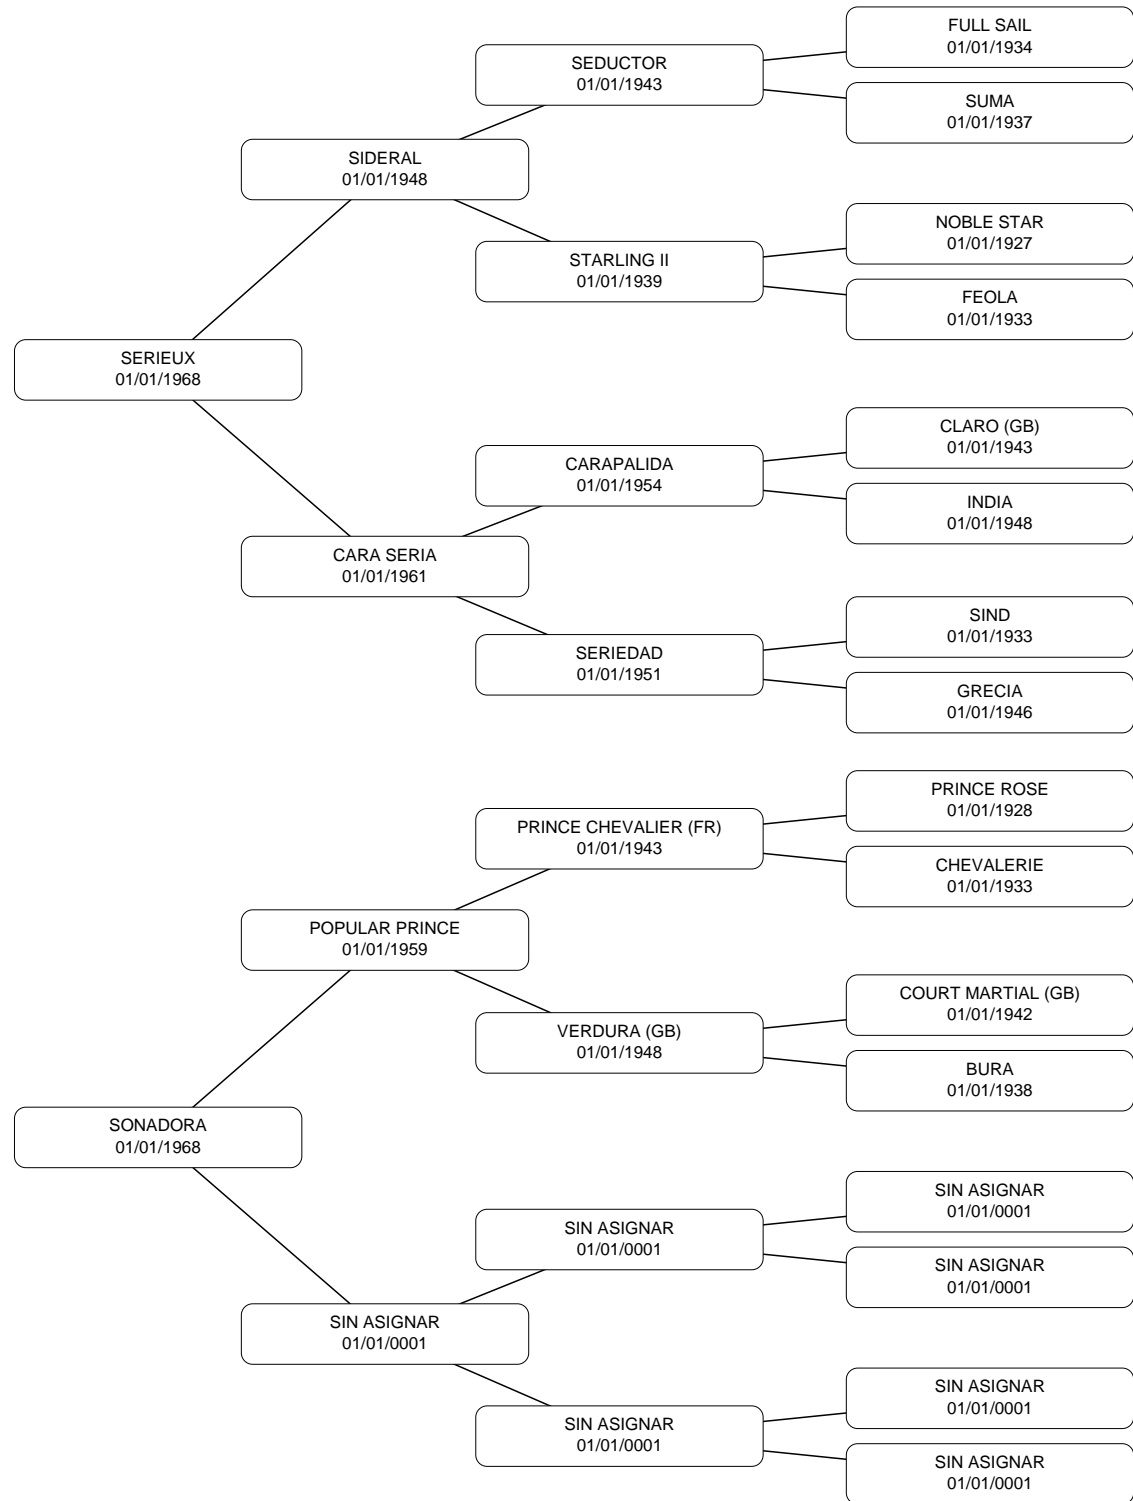 FULL SAIL
01/01/1934
SEDUCTOR
01/01/1943
SUMA
01/01/1937
SIDERAL
01/01/1948
NOBLE STAR
01/01/1927
STARLING II
01/01/1939
FEOLA
01/01/1933
SERIEUX
01/01/1968
CLARO (GB)
01/01/1943
CARAPALIDA
01/01/1954
INDIA
01/01/1948
CARA SERIA
01/01/1961
SIND
01/01/1933
SERIEDAD
01/01/1951
GRECIA
01/01/1946
PRINCE ROSE
01/01/1928
PRINCE CHEVALIER (FR)
01/01/1943
CHEVALERIE
01/01/1933
POPULAR PRINCE
01/01/1959
COURT MARTIAL (GB)
01/01/1942
VERDURA (GB)
01/01/1948
BURA
01/01/1938
SONADORA
01/01/1968
SIN ASIGNAR
01/01/0001
SIN ASIGNAR
01/01/0001
SIN ASIGNAR
01/01/0001
SIN ASIGNAR
01/01/0001
SIN ASIGNAR
01/01/0001
SIN ASIGNAR
01/01/0001
SIN ASIGNAR
01/01/0001